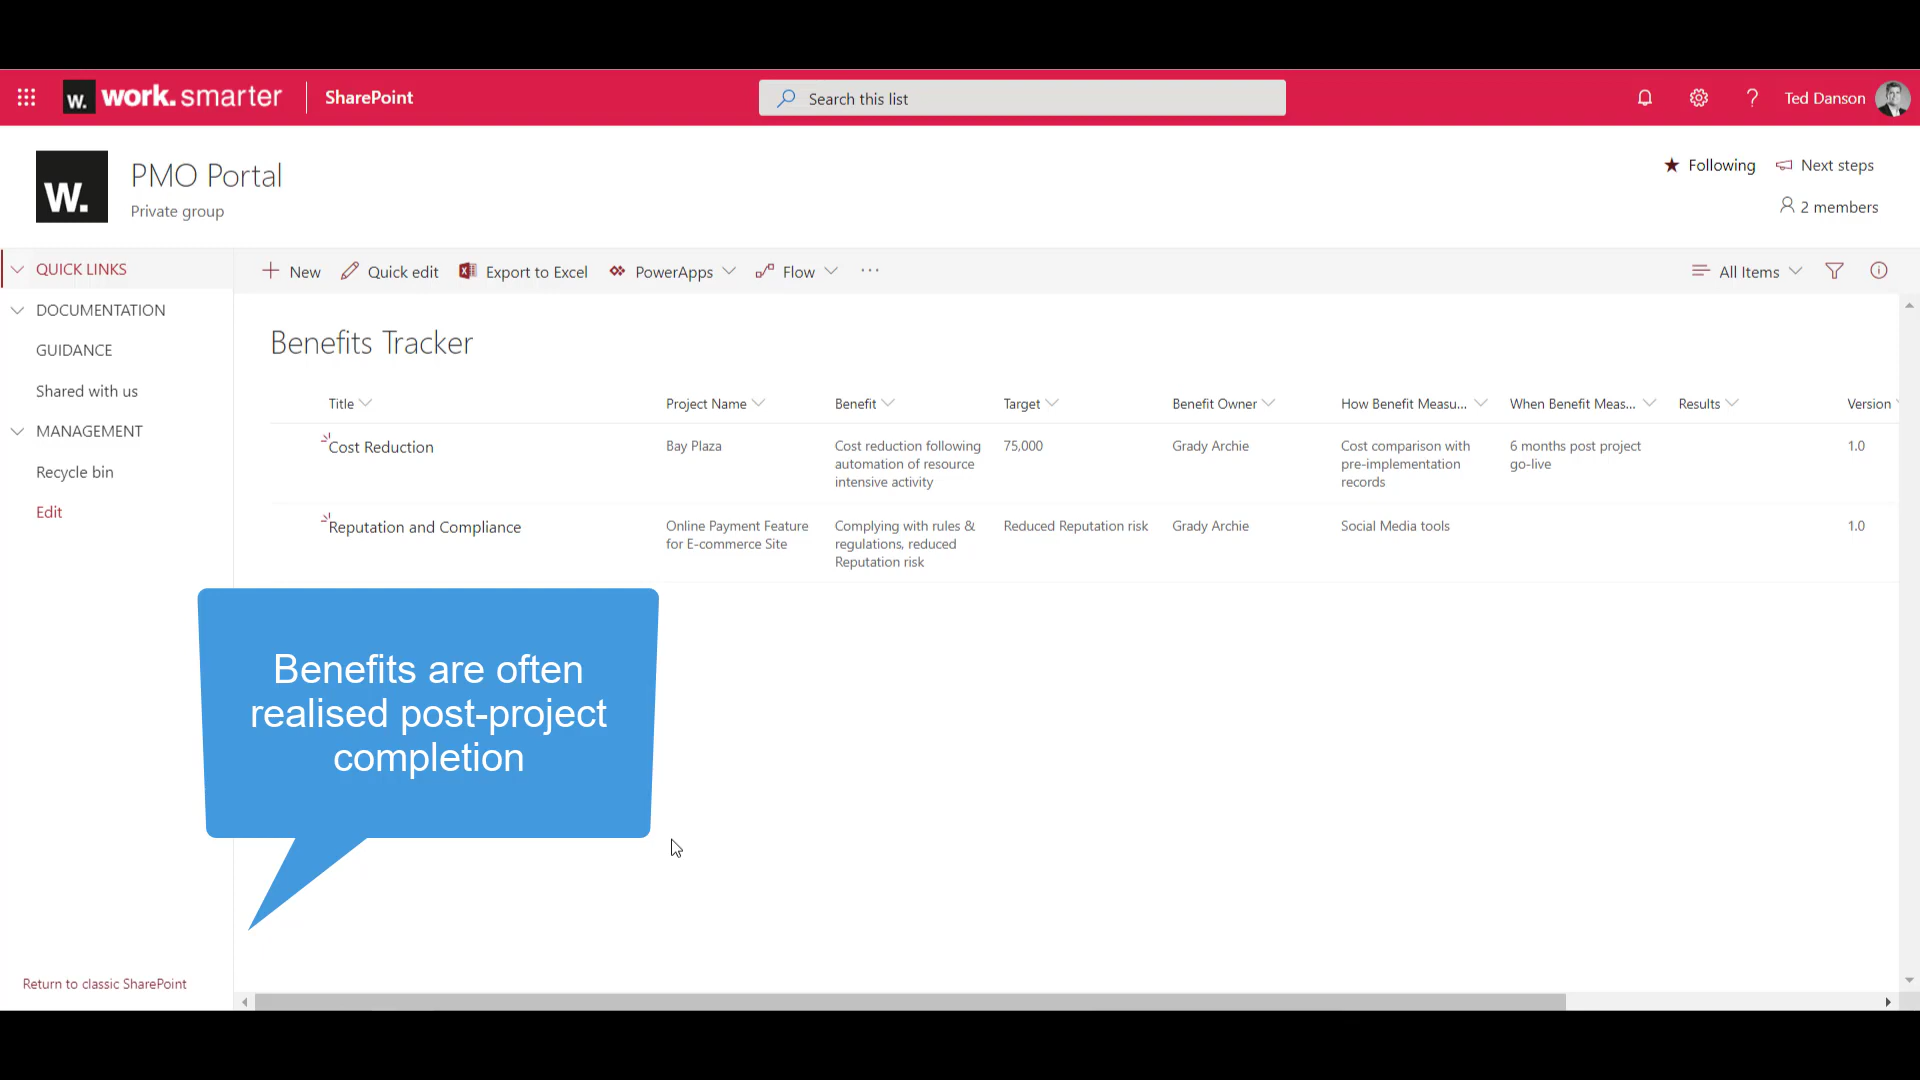 w. work. smarter SharePoint Search this list ? Ted Danson
W. PMO Portal Following Next steps
Private group 2 members
QUICK LINKS New Quick edit Export to Excel PowerApps Flow ··· All Items
DOCUMENTATION
GUIDANCE
Shared with us
MANAGEMENT
Recycle bin
Edit
Return to classic SharePoint
Benefits Tracker
Title Project Name Benefit Target Benefit Owner How Benefit Measu... When Benefit Meas... Results Version
Cost Reduction Bay Plaza Cost reduction following 75,000 Grady Archie Cost comparison with 6 months post project 1.0
automation of resource pre-implementation go-live
intensive activity records
Reputation and Compliance Online Payment Feature Complying with rules & Reduced Reputation risk Grady Archie Social Media tools 1.0
for E-commerce Site regulations, reduced
Reputation risk
Benefits are often
realised post-project
completion